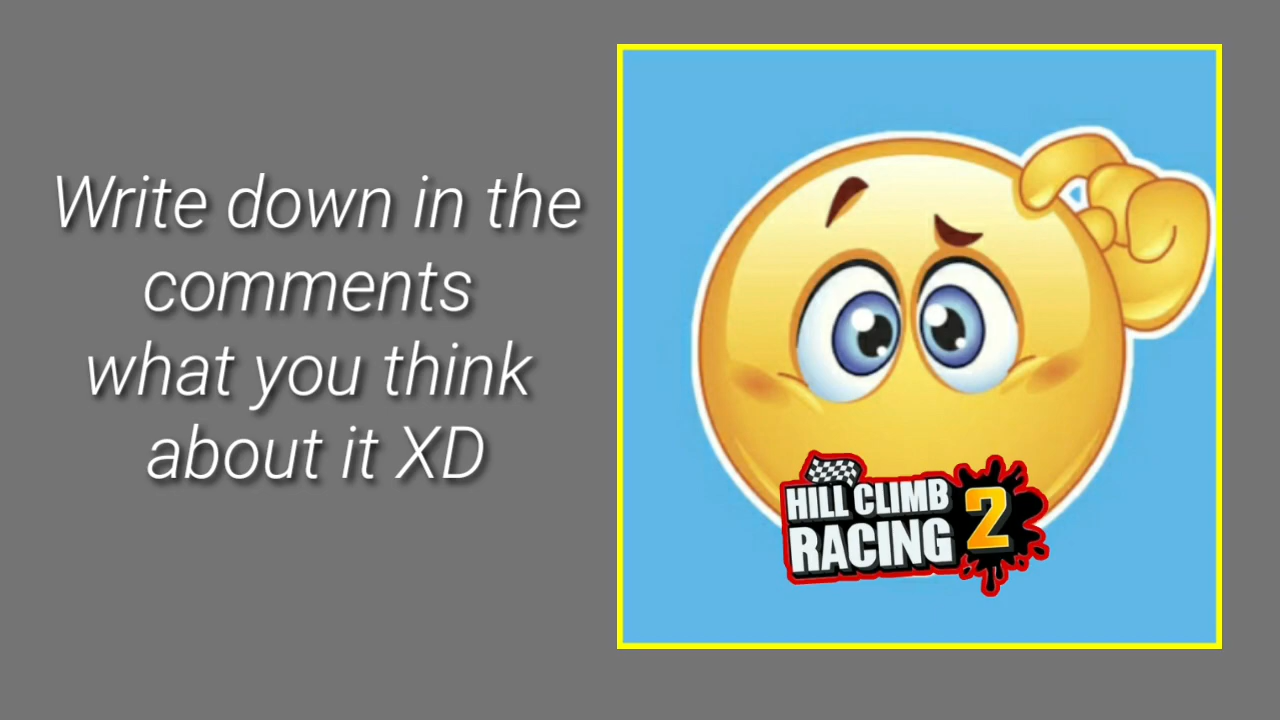 Write down in the
comments
what you think
about it XD
HILL CLIMB
RACING 2